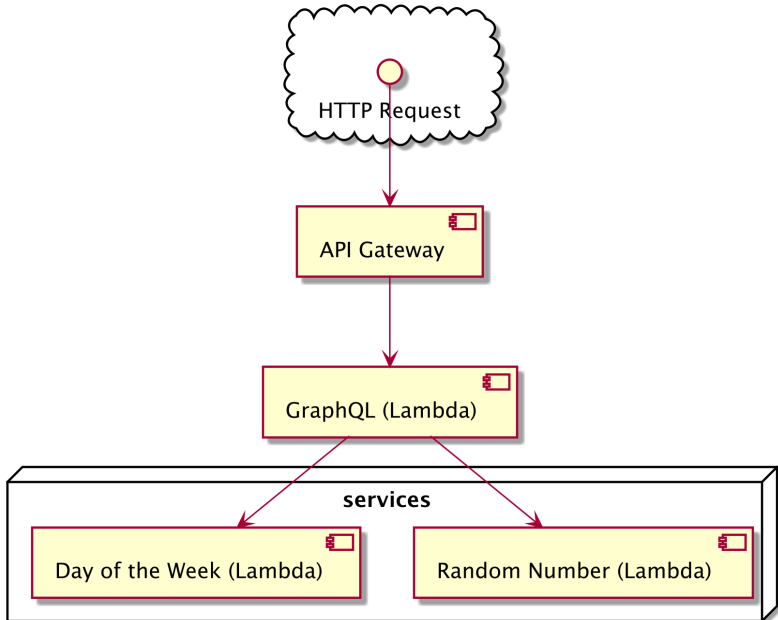 HTTP Request
API Gateway
GraphQL (Lambda)
services
Day of the Week (Lambda)
Random Number (Lambda)